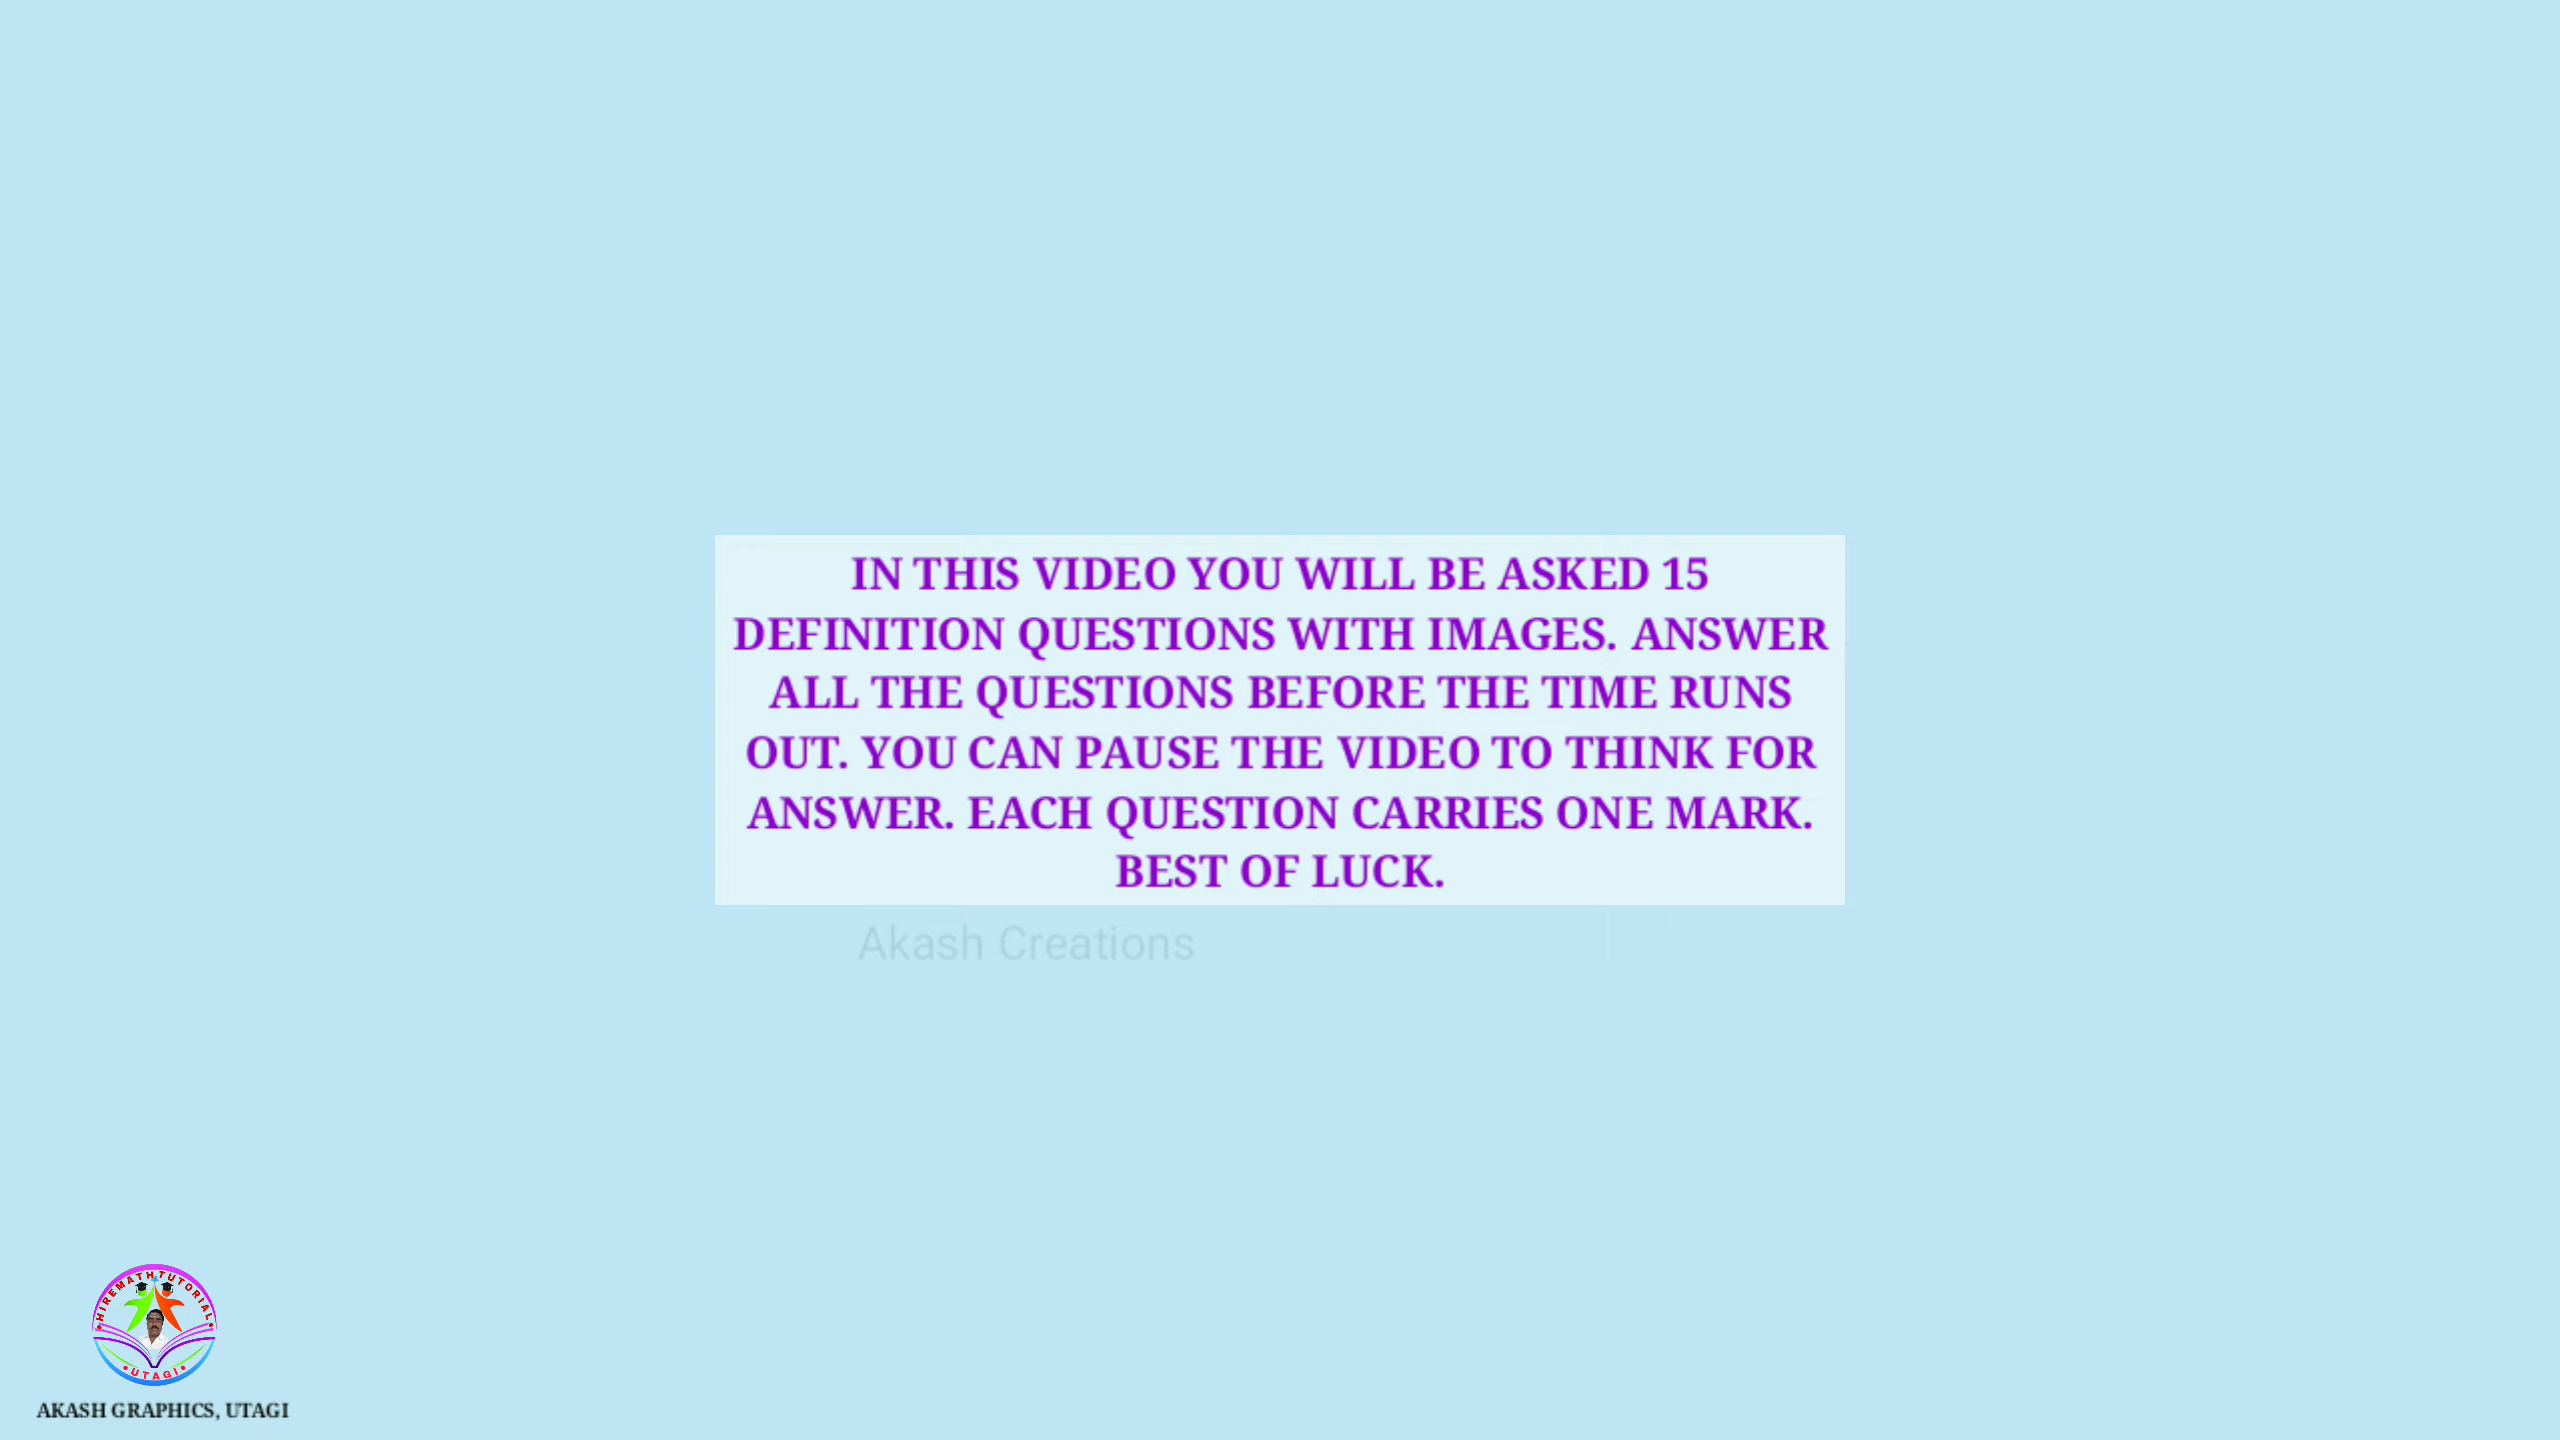 IN THIS VIDEO YOU WILL BE ASKED 15
DEFINITION QUESTIONS WITH IMAGES. ANSWER
ALL THE QUESTIONS BEFORE THE TIME RUNS
OUT. YOU CAN PAUSE THE VIDEO TO THINK FOR
ANSWER. EACH QUESTION CARRIES ONE MARK.
BEST OF LUCK.
Akash Creations
HIREMATH TUTORIAL
UTAGI
AKASH GRAPHICS, UTAGI